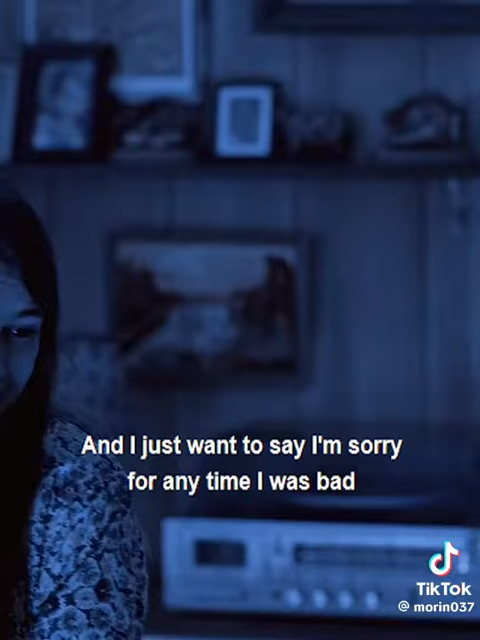 And I just want to say I'm sorry
for any time I was bad
TikTok
@ morin037